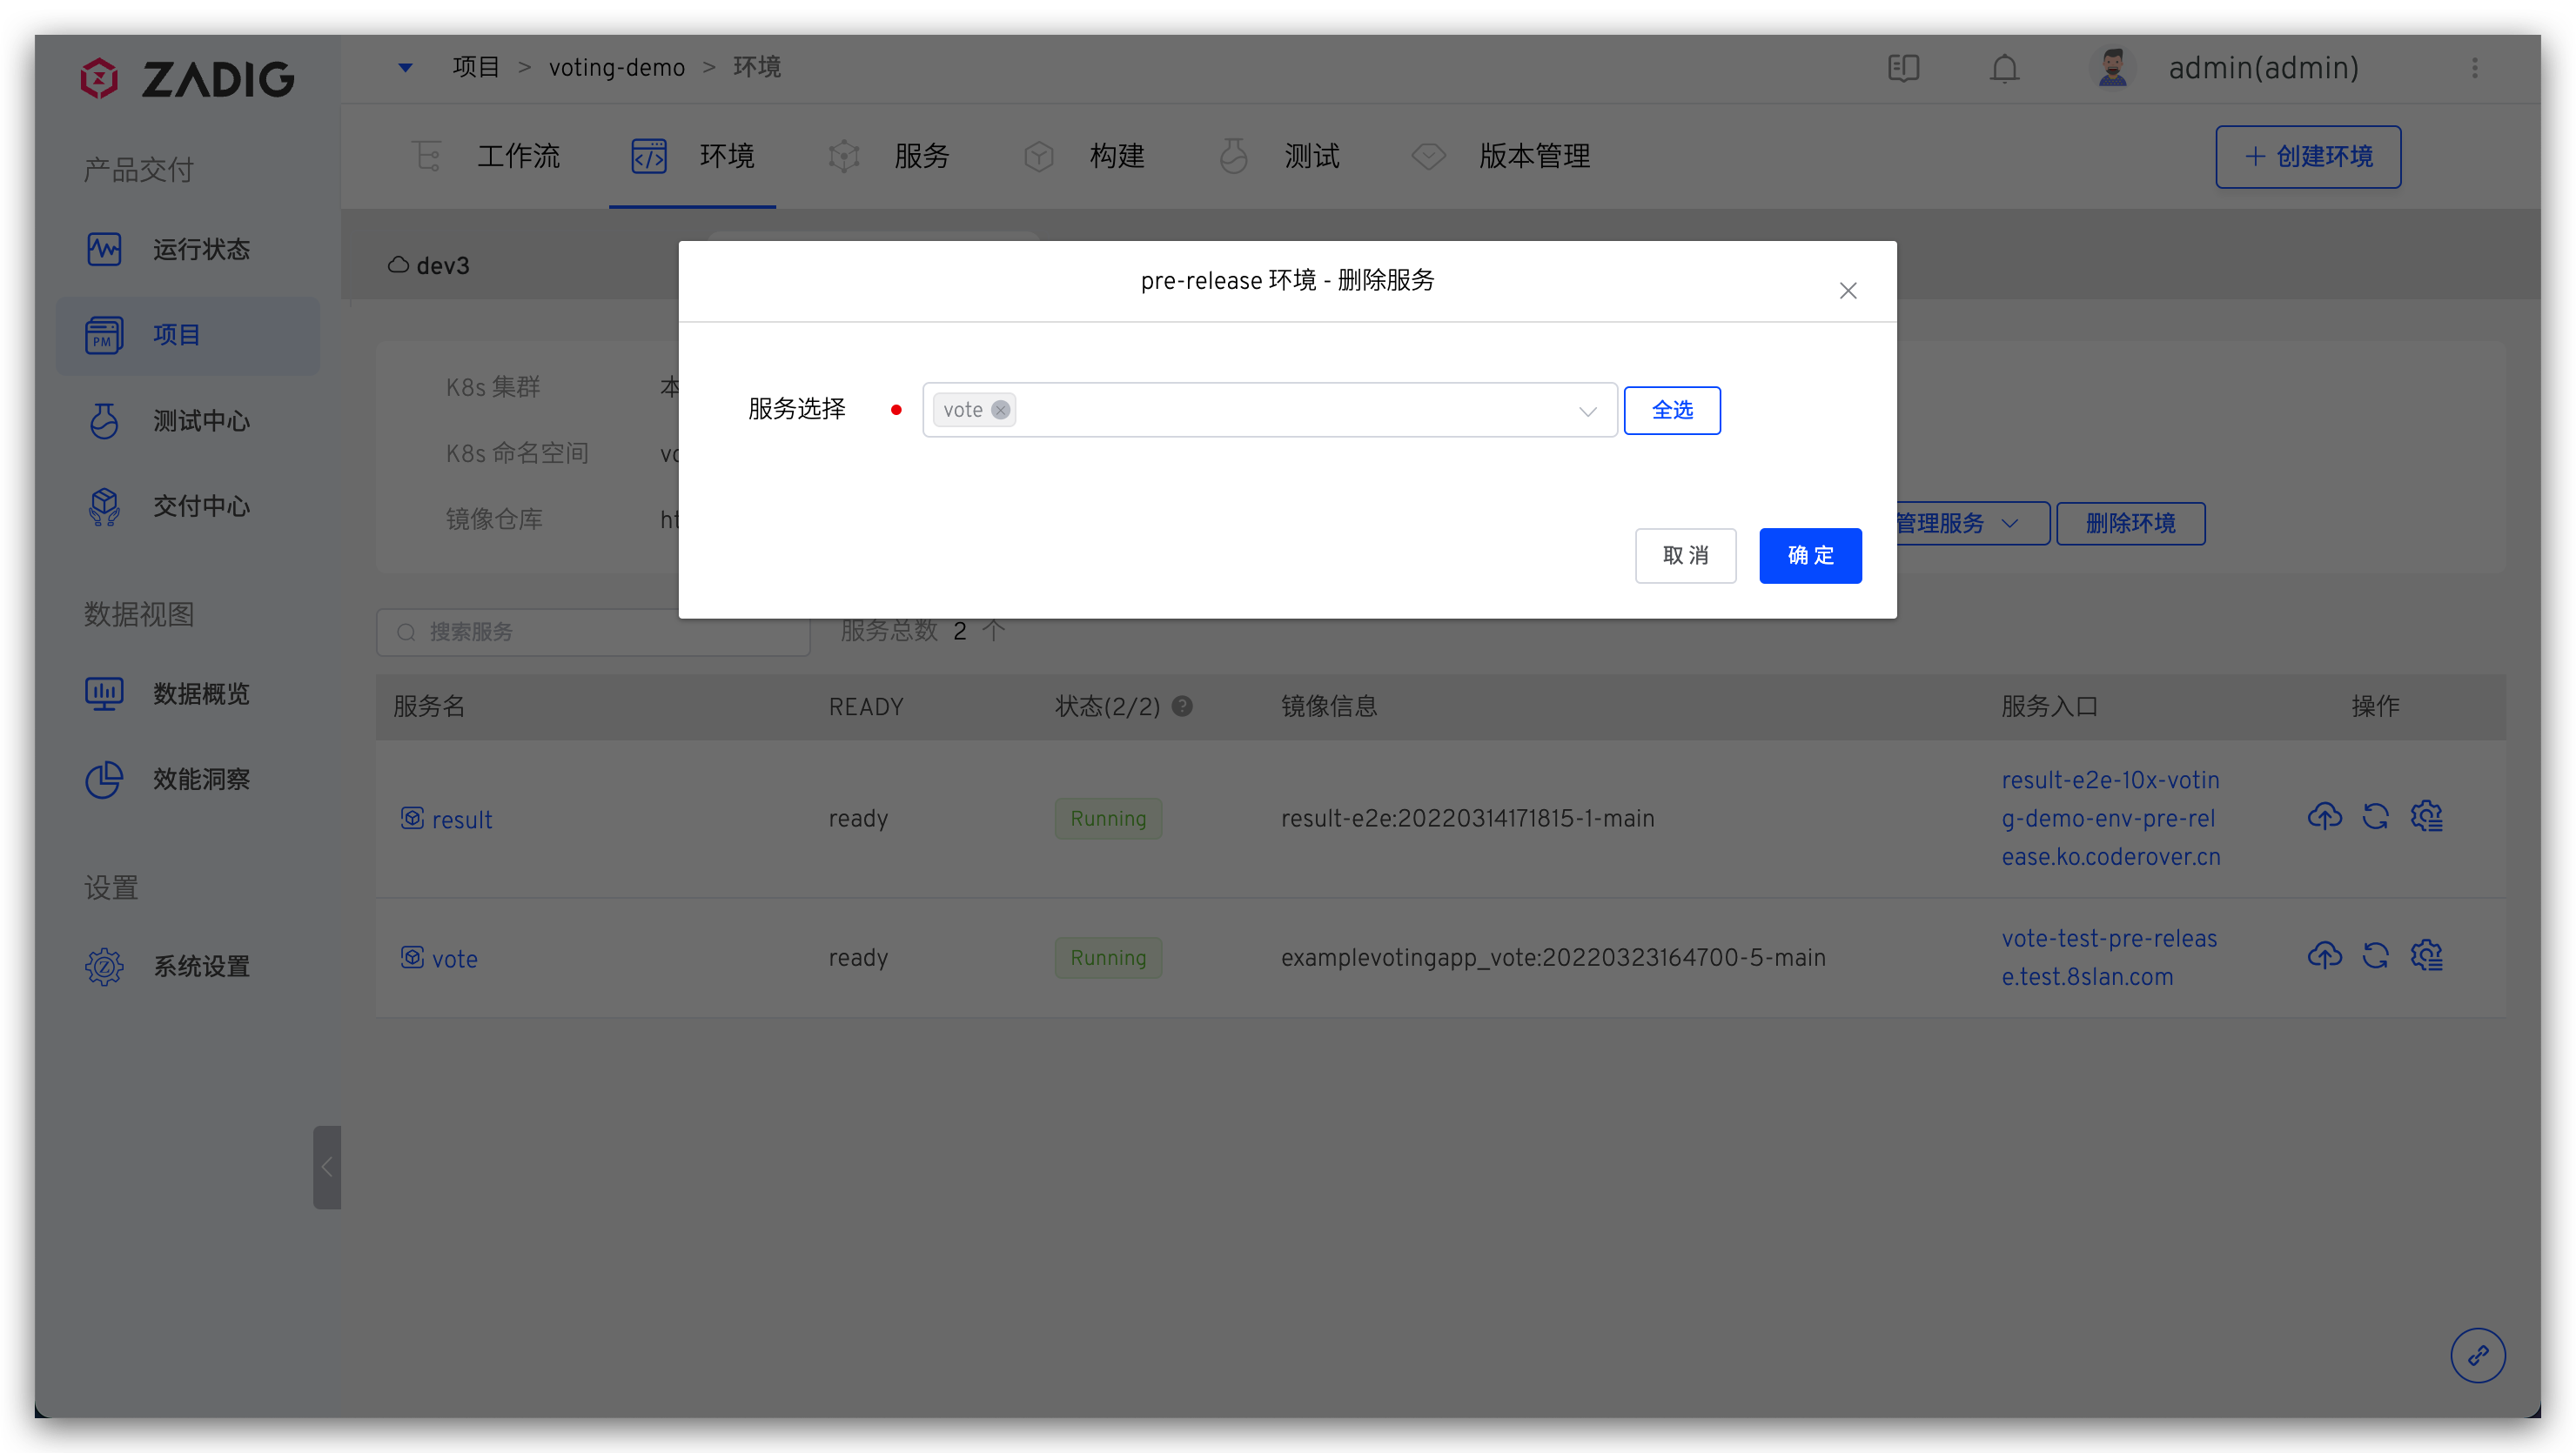 ZADIG
项目 > voting-demo > 环境
admin(admin)
产品交付
运行状态
项目
PM
测试中心
交付中心
数据视图
数据概览
效能洞察
设置
系统设置
工作流
环境
服务
构建
测试
版本管理
+ 创建环境
dev3
pre-release 环境 - 删除服务
服务选择
vote
全选
取 消
确 定
K8s 集群 本
K8s 命名空间
镜像仓库
管理服务
删除环境
搜索服务
服务总数 2 个
服务名 READY 状态(2/2) ? 镜像信息 服务入口 操作
result ready Running result-e2e:20220314171815-1-main
result-e2e-10x-votin
g-demo-env-pre-rel
ease.ko.coderover.cn
vote ready Running examplevotingapp_vote:20220323164700-5-main
vote-test-pre-releas
e.test.8slan.com